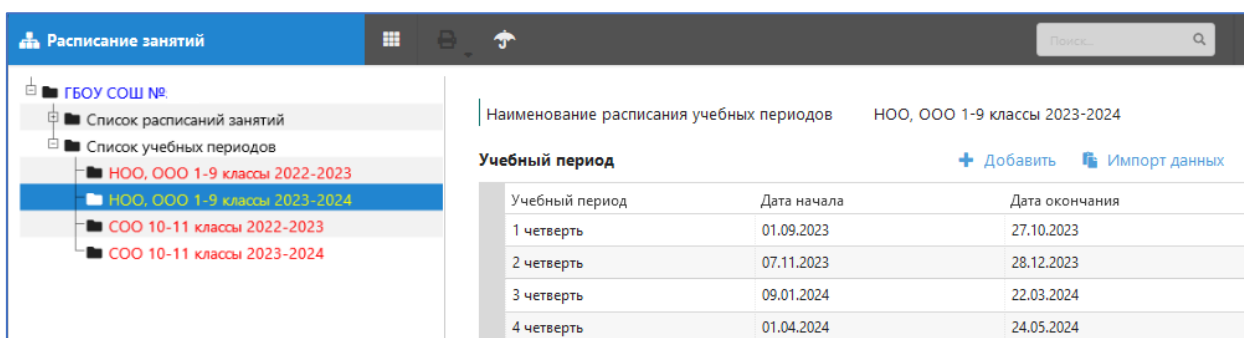 Расписание занятий
Поиск...
ГБОУ СОШ №.
Список расписаний занятий
Список учебных периодов
НОО, ООО 1-9 классы 2022-2023
НОО, ООО 1-9 классы 2023-2024
СОО 10-11 классы 2022-2023
СОО 10-11 классы 2023-2024
Наименование расписания учебных периодов НОО, ООО 1-9 классы 2023-2024
Учебный период Добавить Импорт данных
Учебный период Дата начала Дата окончания
1 четверть 01.09.2023 27.10.2023
2 четверть 07.11.2023 28.12.2023
3 четверть 09.01.2024 22.03.2024
4 четверть 01.04.2024 24.05.2024